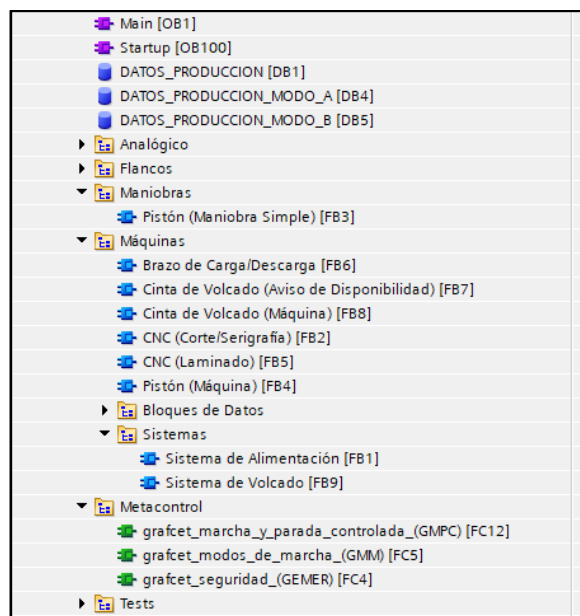 Main [OB1]
Startup [OB100]
DATOS_PRODUCCION [DB1]
DATOS_PRODUCCION_MODO_A [DB4]
DATOS_PRODUCCION_MODO_B [DB5]
Analógico
Flancos
Maniobras
Pistón (Maniobra Simple) [FB3]
Máquinas
Brazo de Carga/Descarga [FB6]
Cinta de Volcado (Aviso de Disponibilidad) [FB7]
Cinta de Volcado (Máquina) [FB8]
CNC (Corte/Serigrafía) [FB2]
CNC (Laminado) [FB5]
Pistón (Máquina) [FB4]
Bloques de Datos
Sistemas
Sistema de Alimentación [FB1]
Sistema de Volcado [FB9]
Metacontrol
grafcet_marcha_y_parada_controlada_(GMPC) [FC12]
grafcet_modos_de_marcha_(GMM) [FC5]
grafcet_seguridad_(GEMER) [FC4]
Tests